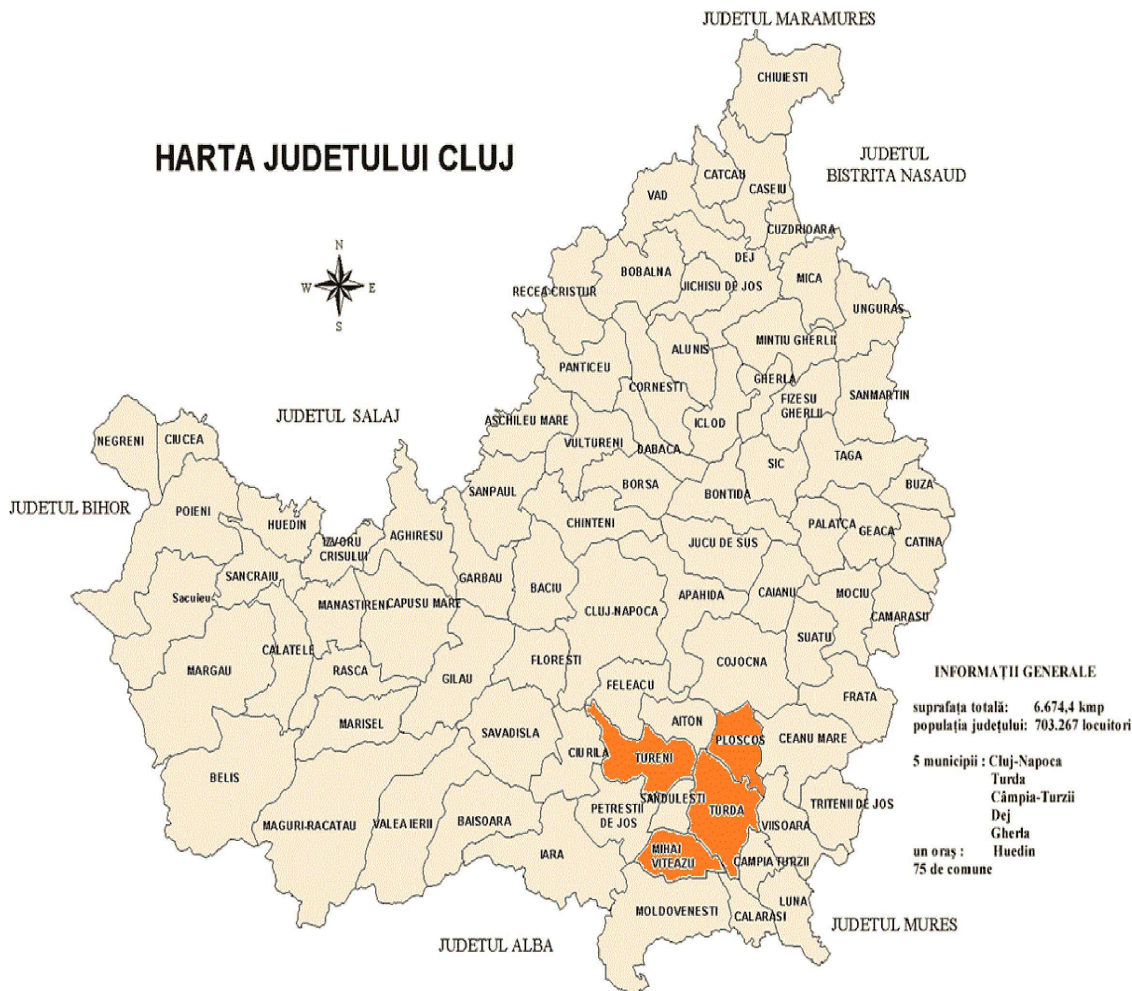 JUDETUL MARAMURES
CHIUIESTI
HARTA JUDETULUI CLUJ
JUDETUL
BISTRITA NASAUD
CATCAU
CASEIU
VAD
CUZDRIOARA
N
W E
S
BOBALNA
DEJ
MICA
RECEA-CRISTUR
JICHISU DE JOS
UNGURAS
MINTIU GHERLII
ALUNIS
PANTICEU
GHERLA
CORNESTI
FIZESU
GHERLII
SANMARTIN
JUDETUL SALAJ
ASCHILEU MARE
ICLOD
NEGRENI
CIUCEA
VULTURENI
DABACA
TAGA
SIC
BUZA
SANPAUL
BORSA
BONTIDA
JUDETUL BIHOR
POIENI
HUEDIN
CHINTENI
PALATCA
GEACA
AGHIRESU
IZVORU
CRISULUI
JUCU DE SUS
CATINA
SANCRAIU
GARBAU
BACIU
Sacuieu
MANASTIRENI
CAPUSU MARE
CLUJ-NAPOCA
APAHIDA
CAIANU
MOCIU
CAMARASU
SUATU
CALATELE
MARGAU
RASCA
GILAU
FLORESTI
COJOCNA
FELEACU
FRATA
INFORMAȚII GENERALE
MARISEL
AITON
suprafața totală: 6.674,4 kmp
populația județului: 703.267 locuitori
SAVADISLA
CIURILA
PLOSCOS
CEANU MARE
TURENI
BELIS
5 municipii : Cluj-Napoca
Turda
Câmpia-Turzii
Dej
Gherla
un oraș : Huedin
75 de comune
SANDULESTI
PETRESTII
DE JOS
TURDA
TRITENII DE JOS
VIISOARA
MAGURI-RACATAU
VALEA IERII
BAISOARA
IARA
MIHAI
VITEAZU
CAMPIA TURZII
LUNA
MOLDOVENESTI
CALARASI
JUDETUL MURES
JUDETUL ALBA